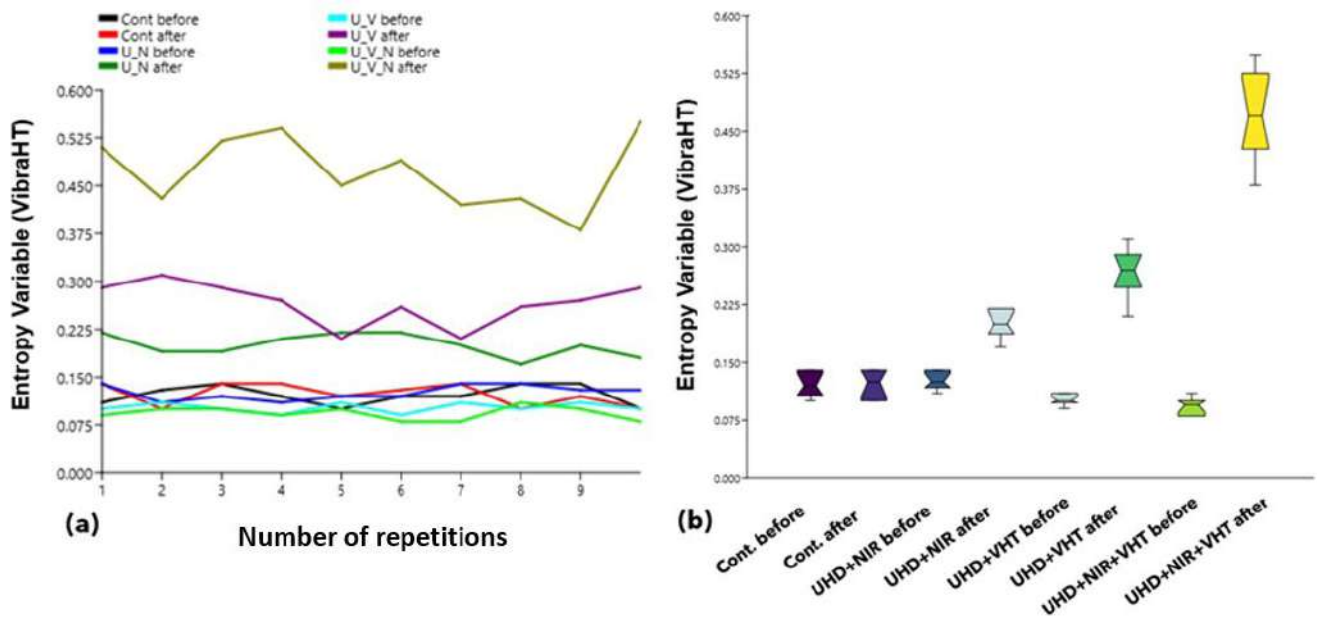 Cont before
Cont after
U_N before
U_N after
U_V before
U_V after
U_V_N before
U_V_N after
Entropy Variable (VibraHT)
0.600
0.525
0.450
0.375
0.300
0.225
0.150
0.075
0.000
1 2 3 4 5 6 7 8 9
(a)
Number of repetitions
Entropy Variable (VibraHT)
0.600
0.525
0.450
0.375
0.300
0.225
0.150
0.075
0.000
(b)
Cont. before
Cont. after
UHD+NIR before
UHD+NIR after
UHD+VHT before
UHD+VHT after
UHD+NIR+VHT before
UHD+NIR+VHT after